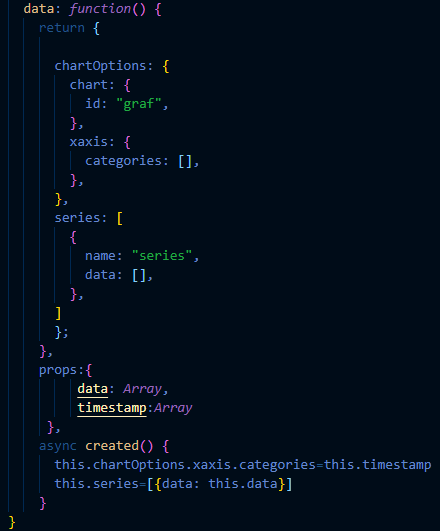 data: function() {
return {
chartOptions: {
chart: {
id: "graf",
},
xaxis: {
categories: [],
},
},
series: [
{
name: "series",
data: [],
},
]
};
},
props:{
data: Array,
timestamp:Array
},
async created() {
this.chartOptions.xaxis.categories=this.timestamp
this.series=[{data: this.data}]
}
}